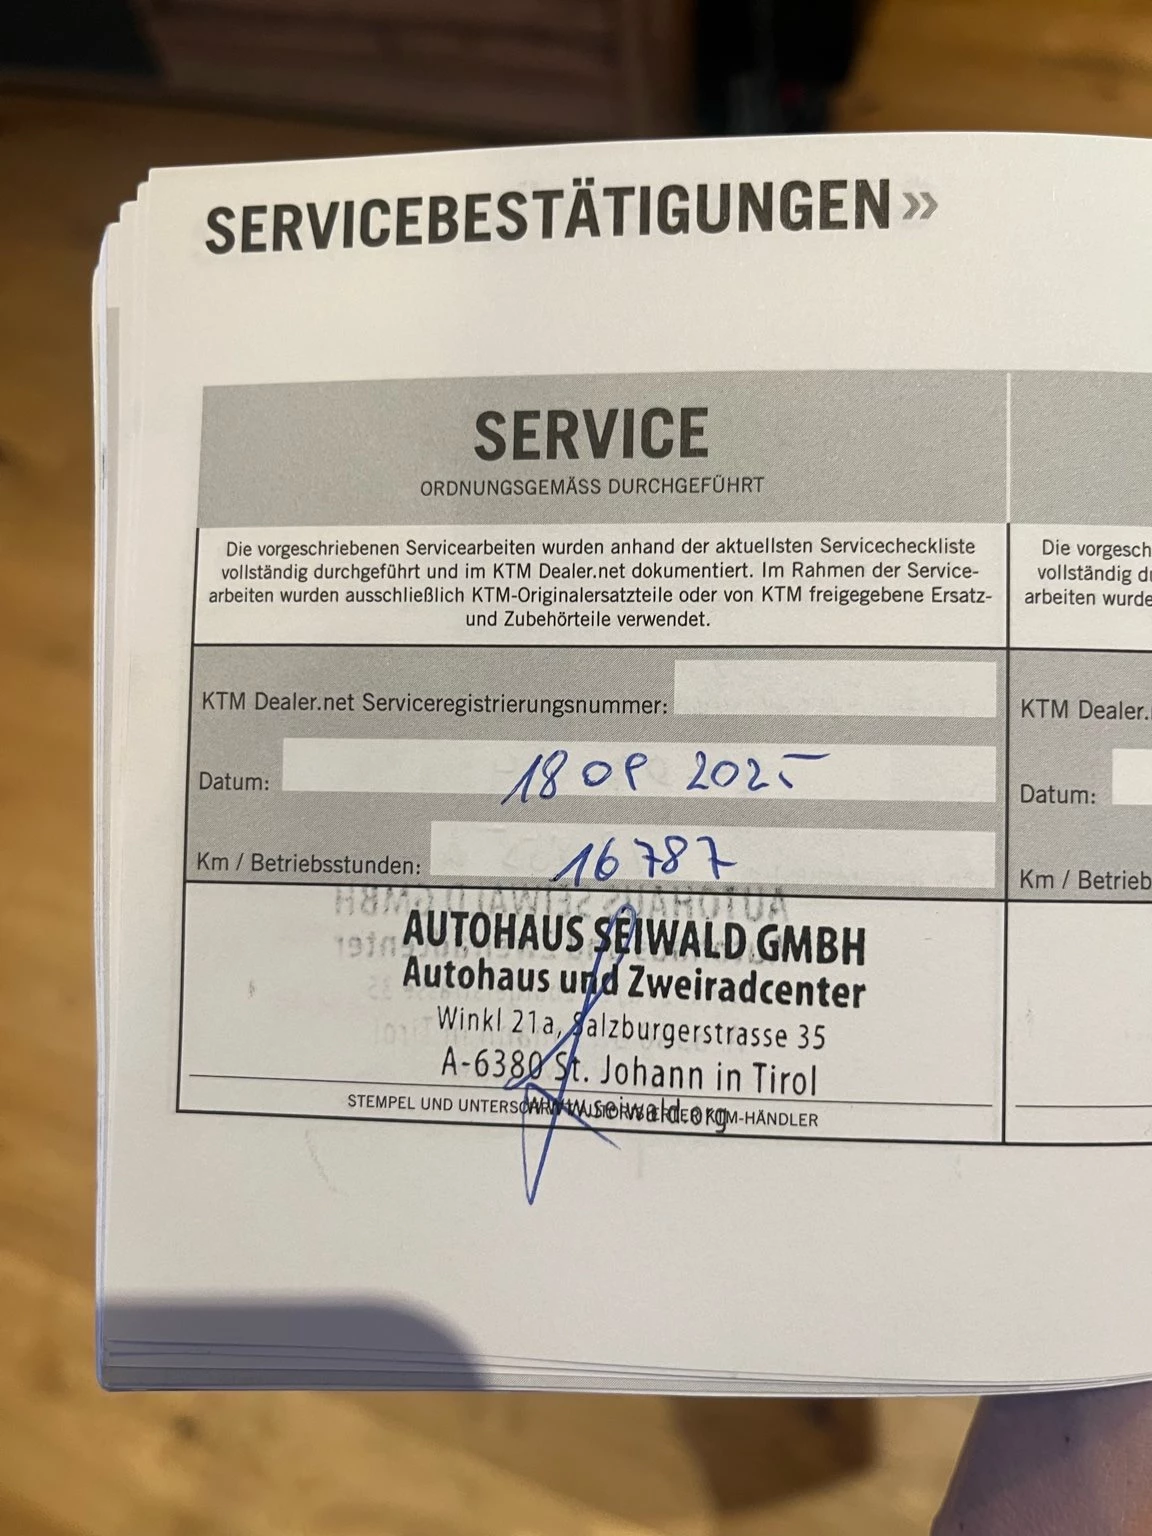 SERVICEBESTÄTIGUNGEN »
SERVICE
ORDNUNGSGEMÄSS DURCHGEFÜHRT
Die vorgeschriebenen Servicearbeiten wurden anhand der aktuellsten Servicecheckliste
vollständig durchgeführt und im KTM Dealer.net dokumentiert. Im Rahmen der Service-
arbeiten wurden ausschließlich KTM-Originalersatzteile oder von KTM freigegebene Ersatz-
und Zubehörteile verwendet.
KTM Dealer.net Serviceregistrierungsnummer:
Datum: 18 09 2025
Km / Betriebsstunden: 16787
AUTOHAUS SEIWALD GMBH
Autohaus und Zweiradcenter
Winkl 21a, Salzburgerstrasse 35
A-6380 St. Johann in Tirol
www.seiwald.org
STEMPEL UND KTM-HÄNDLER
Die vorgesch
vollständig du
arbeiten wurde
KTM Dealer.
Datum:
Km / Betrieb